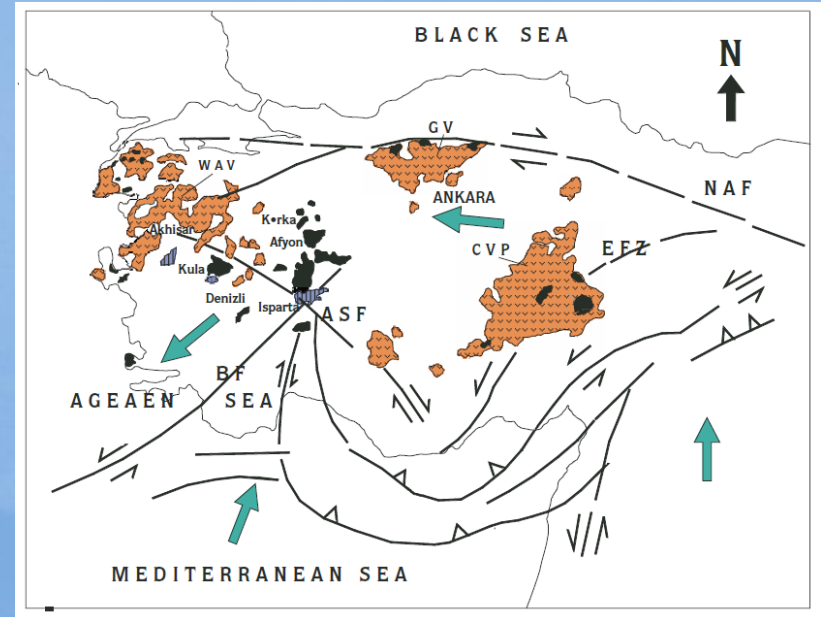 BLACK SEA
N
GV
WAV
NAF
ANKARA
K•rka
Akhisar
Afyon
CVP
EFZ
Kula
Denizli
Isparta
ASF
BF
AGEAEN SEA
MEDITERRANEAN SEA